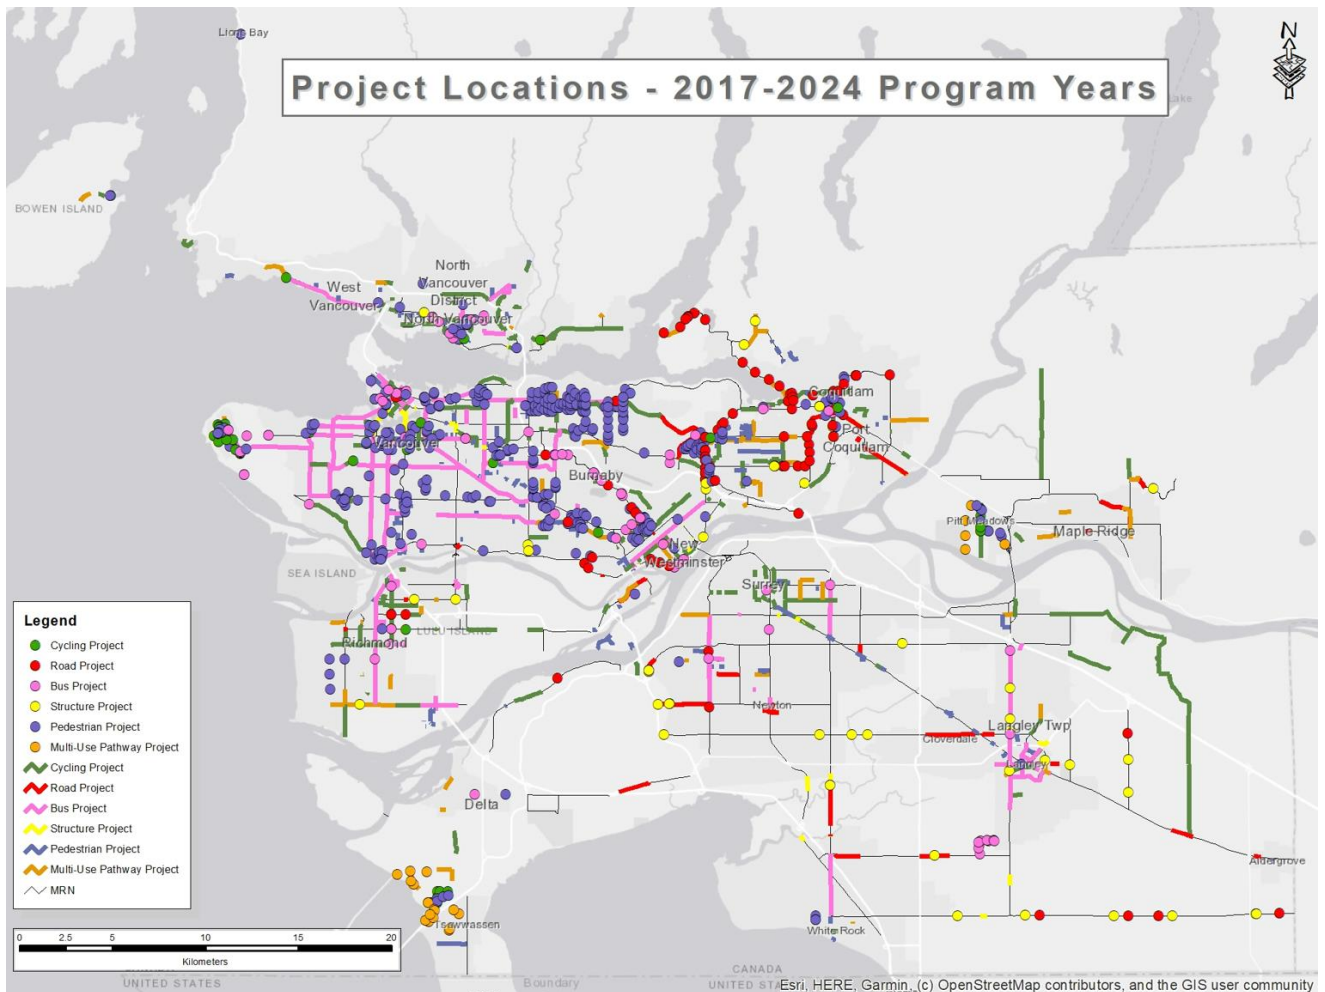 Lions Bay
N
Project Locations - 2017-2024 Program Years
Lake
BOWEN ISLAND
North
Vancouver
District
West
Vancouver
North Vancouver
Coquitlam
Port
Coquitlam
Vancouver
Burnaby
Pitt Meadows
Maple Ridge
New
Westminster
SEA ISLAND
Surrey
LULU ISLAND
Richmond
Newton
Langley Twp
Cloverdale
Langley
Delta
Aldergrove
Tsawwassen
White Rock
Legend
Cycling Project
Road Project
Bus Project
Structure Project
Pedestrian Project
Multi-Use Pathway Project
Cycling Project
Road Project
Bus Project
Structure Project
Pedestrian Project
Multi-Use Pathway Project
MRN
0 2.5 5 10 15 20
Kilometers
UNITED STATES
Boundary
CANADA
UNITED STA
Esri, HERE, Garmin, (c) OpenStreetMap contributors, and the GIS user community